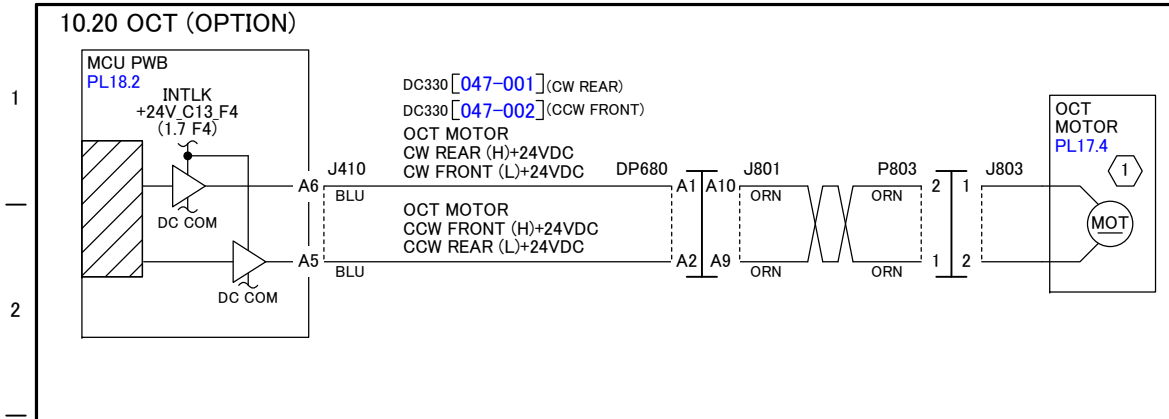 10.20 OCT (OPTION)
MCU PWB
PL18.2
INTLK
+24V_C13_F4
(1.7 F4)
DC COM
DC COM
A6
A5
J410
BLU
BLU
DC330 [047-001] (CW REAR)
DC330 [047-002] (CCW FRONT)
OCT MOTOR
CW REAR (H)+24VDC
CW FRONT (L)+24VDC
OCT MOTOR
CCW FRONT (H)+24VDC
CCW REAR (L)+24VDC
DP680
A1 A10
A2 A9
J801
ORN
ORN
P803
ORN
ORN
2 1
1 2
J803
OCT
MOTOR
PL17.4
1
MOT
1
2